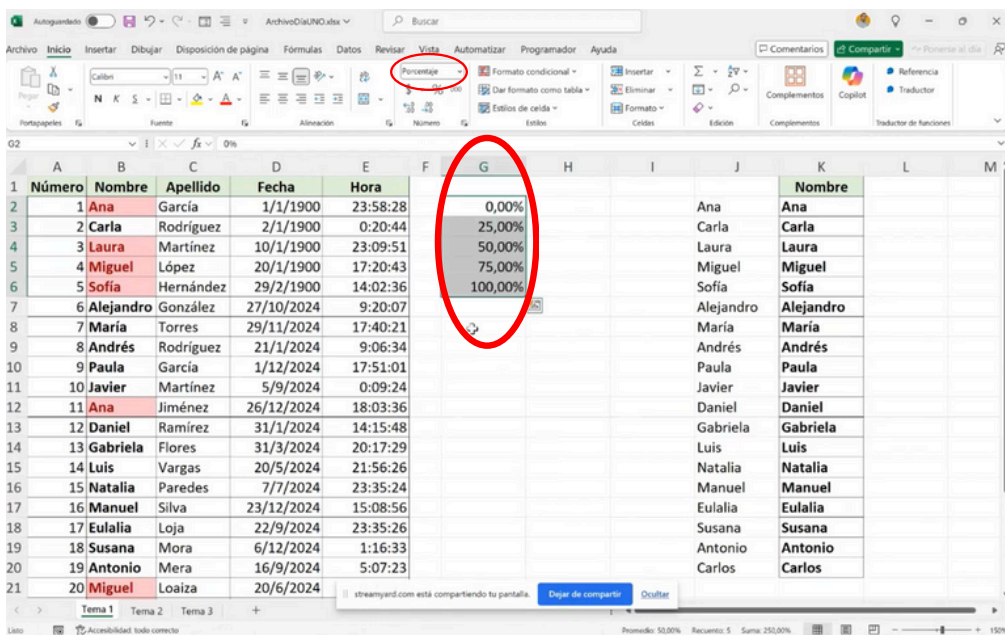 Autoguardado ArchivoDíaUNO.xlsx Buscar
Archivo Inicio Insertar Dibujar Disposición de página Fórmulas Datos Revisar Vista Automatizar Programador Ayuda Comentarios Compartir Ponerse al día
Pegar Calibri 11 Porcentaje Formato condicional Insertar Referencia
N K S $ % 000 Dar formato como tabla Eliminar Complementos Copilot Traductor
Estilos de celda Formato
Portapapeles Fuente Alineación Número Estilos Celdas Edición Complementos Traductor de funciones
G2 fx 0%
A B C D E F G H I J K L M
1 Número Nombre Apellido Fecha Hora Nombre
2 1 Ana García 1/1/1900 23:58:28 0,00% Ana Ana
3 2 Carla Rodríguez 2/1/1900 0:20:44 25,00% Carla Carla
4 3 Laura Martínez 10/1/1900 23:09:51 50,00% Laura Laura
5 4 Miguel López 20/1/1900 17:20:43 75,00% Miguel Miguel
6 5 Sofía Hernández 29/2/1900 14:02:36 100,00% Sofía Sofía
7 6 Alejandro González 27/10/2024 9:20:07 Alejandro Alejandro
8 7 María Torres 29/11/2024 17:40:21 María María
9 8 Andrés Rodríguez 21/1/2024 9:06:34 Andrés Andrés
10 9 Paula García 1/12/2024 17:51:01 Paula Paula
11 10 Javier Martínez 5/9/2024 0:09:24 Javier Javier
12 11 Ana Jiménez 26/12/2024 18:03:36 Daniel Daniel
13 12 Daniel Ramírez 31/1/2024 14:15:48 Gabriela Gabriela
14 13 Gabriela Flores 31/3/2024 20:17:29 Luis Luis
15 14 Luis Vargas 20/5/2024 21:56:26 Natalia Natalia
16 15 Natalia Paredes 7/7/2024 23:35:24 Manuel Manuel
17 16 Manuel Silva 23/12/2024 15:08:56 Eulalia Eulalia
18 17 Eulalia Loja 22/9/2024 23:35:26 Susana Susana
19 18 Susana Mora 6/12/2024 1:16:33 Antonio Antonio
20 19 Antonio Mera 16/9/2024 5:07:23 Carlos Carlos
21 20 Miguel Loaiza 20/6/2024
streamyard.com está compartiendo tu pantalla. Dejar de compartir Ocultar
Tema 1 Tema 2 Tema 3 +
Listo Accesibilidad: todo correcto Promedio: 50,00% Recuento: 5 Suma: 250,00% 150%